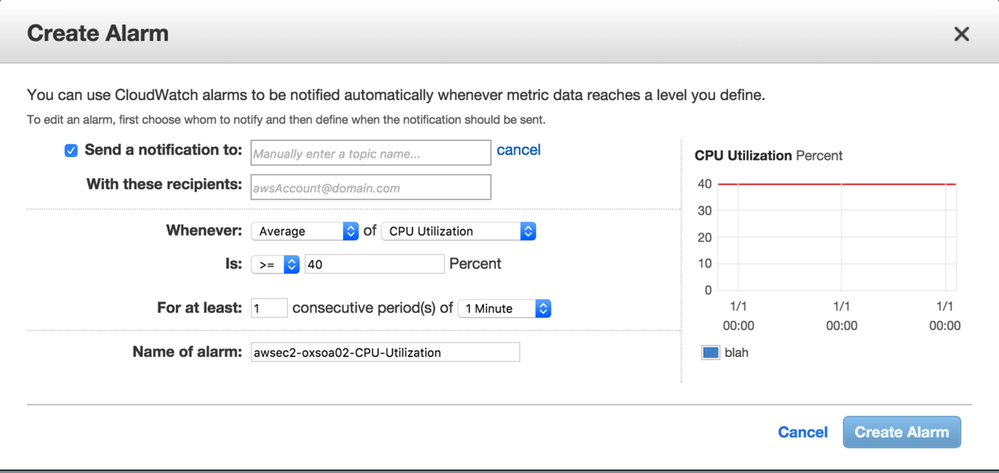 Create Alarm
You can use CloudWatch alarms to be notified automatically whenever metric data reaches a level you define.
To edit an alarm, first choose whom to notify and then define when the notification should be sent.
Send a notification to: Manually enter a topic name... cancel
With these recipients: awsAccount@domain.com
Whenever: Average of CPU Utilization
Is: >= 40 Percent
For at least: 1 consecutive period(s) of 1 Minute
Name of alarm: awsec2-oxsoa02-CPU-Utilization
CPU Utilization Percent
40
30
20
10
0
1/1 1/1 1/1
00:00 00:00 00:00
blah
Cancel Create Alarm